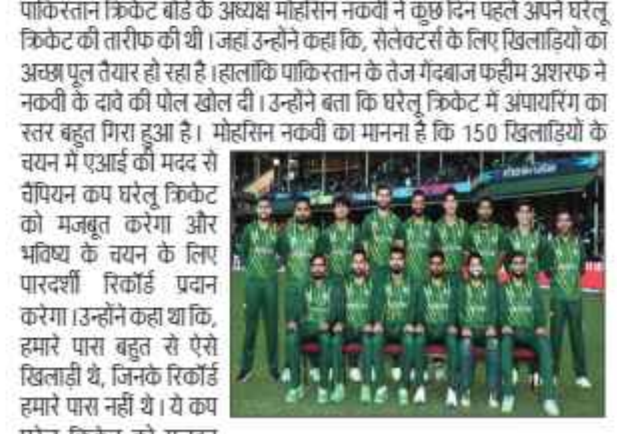 पाकिस्तान क्रिकेट बोर्ड के अध्यक्ष मोहसिन नकवी ने कुछ दिन पहले अपने घरेलू
क्रिकेट की तारीफ की थी।जहां उन्होंने कहा कि, सेलेक्टर्स के लिए खिलाड़ियों का
अच्छा पूल तैयार हो रहा है।हालांकि पाकिस्तान के तेज गेंदबाज फहीम अशरफ ने
नकवी के दावे की पोल खोल दी। उन्होंने बता कि घरेलू क्रिकेट में अंपायरिंग का
स्तर बहुत गिरा हुआ है। मोहसिन नकवी का मानना है कि 150 खिलाड़ियों के
चयन में एआई की मदद से
चैंपियन कप घरेलू क्रिकेट
को मजबूत करेगा और
भविष्य के चयन के लिए
पारदर्शी रिकॉर्ड प्रदान
करेगा।उन्होंने कहा था कि,
हमारे पास बहुत से ऐसे
खिलाड़ी थे, जिनके रिकॉर्ड
हमारे पास नहीं थे। ये कप